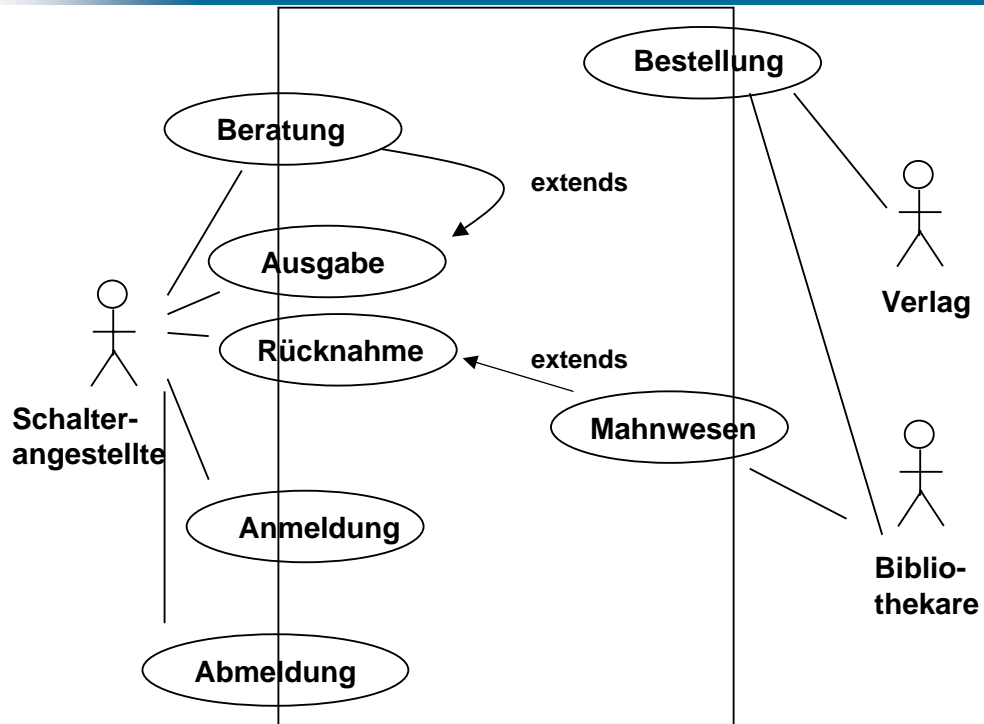 Bestellung
Beratung
extends
Ausgabe
Verlag
Rücknahme
extends
Schalter-
angestellte
Mahnwesen
Anmeldung
Biblio-
thekare
Abmeldung